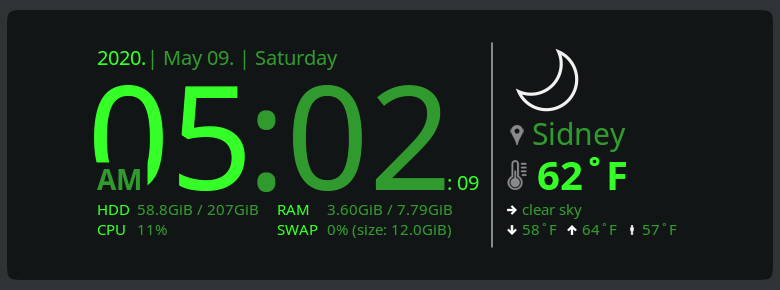 2020.| May 09. | Saturday
05:02
AM
: 09
HDD 58.8GiB / 207GiB RAM 3.60GiB / 7.79GiB
CPU 11% SWAP 0% (size: 12.0GiB)
Sidney
62°F
clear sky
58°F 64°F 57°F